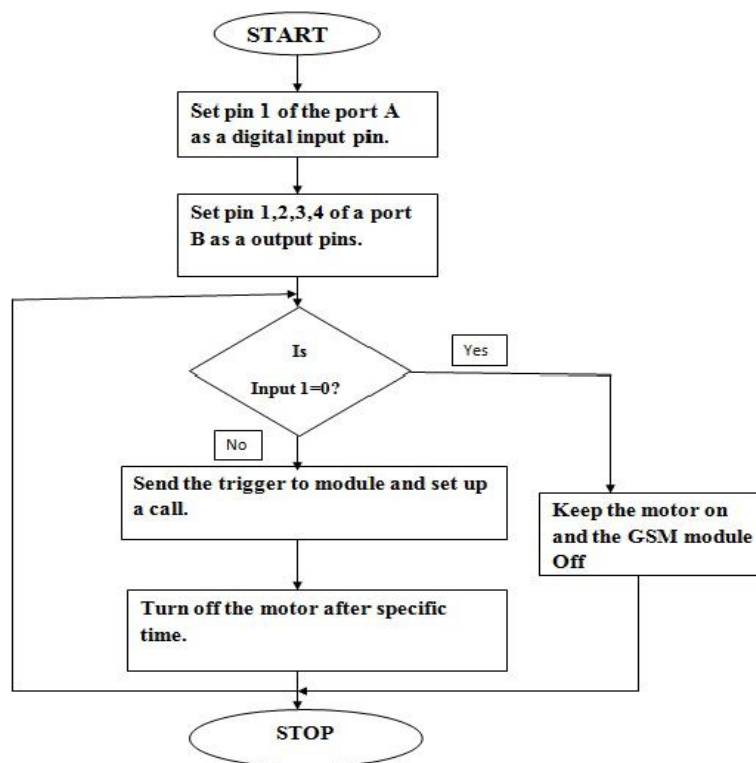 START
Set pin 1 of the port A
as a digital input pin.
Set pin 1,2,3,4 of a port
B as a output pins.
Is
Input 1=0?
Yes
No
Send the trigger to module and set up
a call.
Keep the motor on
and the GSM module
Off
Turn off the motor after specific
time.
STOP